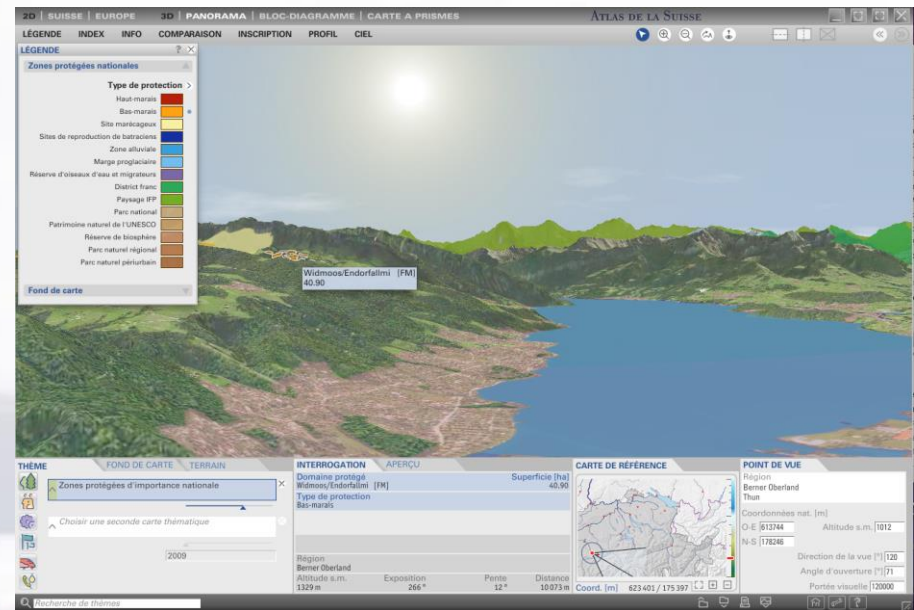 2D | SUISSE | EUROPE 3D | PANORAMA | BLOC-DIAGRAMME | CARTE A PRISMES ATLAS DE LA SUISSE
LÉGENDE INDEX INFO COMPARAISON INSCRIPTION PROFIL CIEL
LÉGENDE ? ×
Zones protégées nationales
Type de protection >
Haut-marais
Bas-marais
Site marécageux
Sites de reproduction de batraciens
Zone alluviale
Marge proglaciaire
Réserve d'oiseaux d'eau et migrateurs
District franc
Paysage IFP
Parc national
Patrimoine naturel de l'UNESCO
Réserve de biosphère
Parc naturel régional
Parc naturel périurbain
Fond de carte
Widmoos/Endorfallmi [FM]
40.90
THÈME FOND DE CARTE TERRAIN
Zones protégées d'importance nationale
Choisir une seconde carte thématique
2009
Recherche de thèmes
INTERROGATION APERÇU
Domaine protégé Superficie [ha]
Widmoos/Endorfallmi [FM] 40.90
Type de protection
Bas-marais
Région
Berner Oberland
Altitude s.m. Exposition Pente Distance
1329 m 266° 12° 10073 m
CARTE DE RÉFÉRENCE
Coord. [m] 623401 / 175397
POINT DE VUE
Région
Berner Oberland
Thun
Coordonnées nat. [m]
O-E 613744 Altitude s.m. 1012
N-S 178246
Direction de la vue [°] 120
Angle d'ouverture [°] 71
Portée visuelle 120000